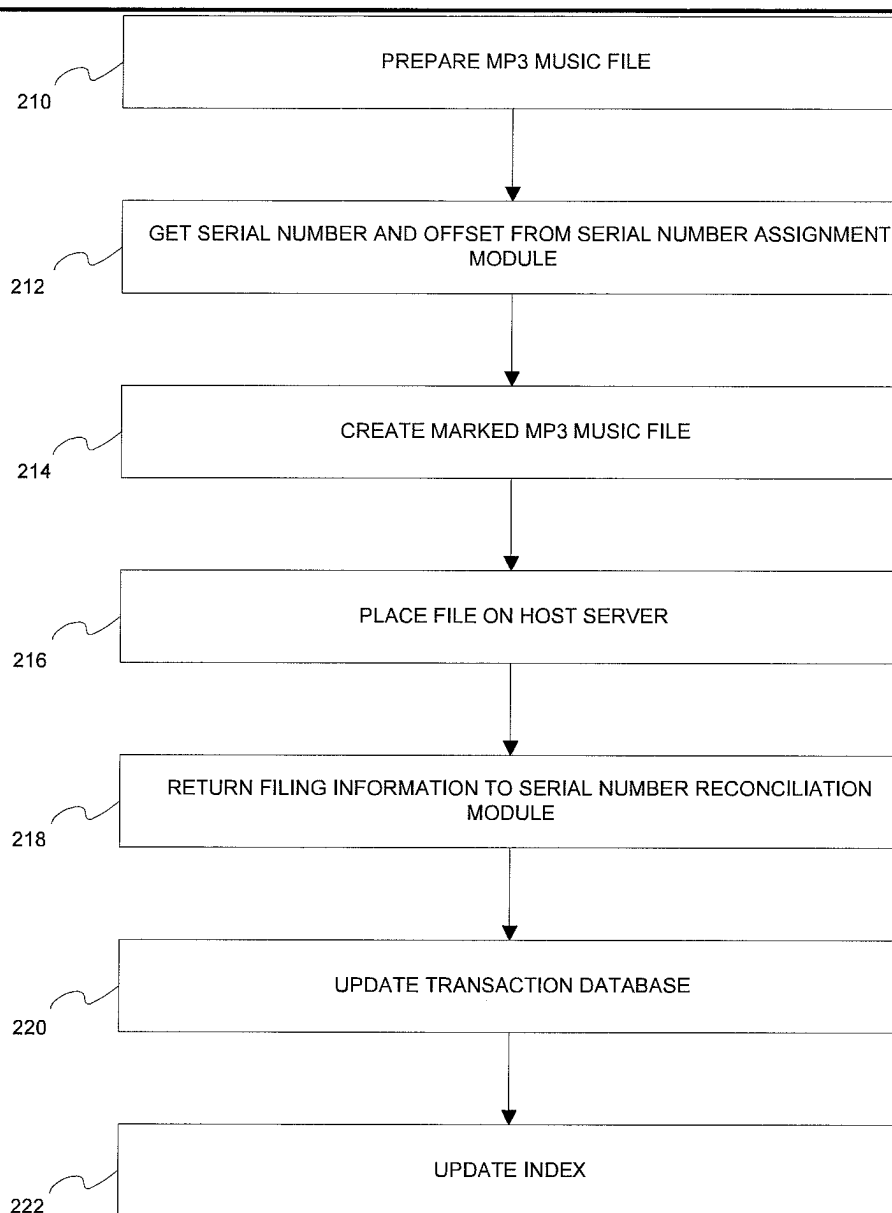 PREPARE MP3 MUSIC FILE
210
GET SERIAL NUMBER AND OFFSET FROM SERIAL NUMBER ASSIGNMENT
MODULE
212
CREATE MARKED MP3 MUSIC FILE
214
PLACE FILE ON HOST SERVER
216
RETURN FILING INFORMATION TO SERIAL NUMBER RECONCILIATION
MODULE
218
UPDATE TRANSACTION DATABASE
220
UPDATE INDEX
222